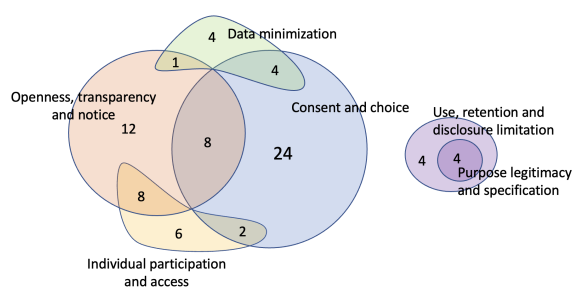 4
Data minimization
1
4
Openness, transparency
and notice
12
Consent and choice
8
24
Use, retention and
disclosure limitation
4
4
Purpose legitimacy
and specification
8
6
2
Individual participation
and access